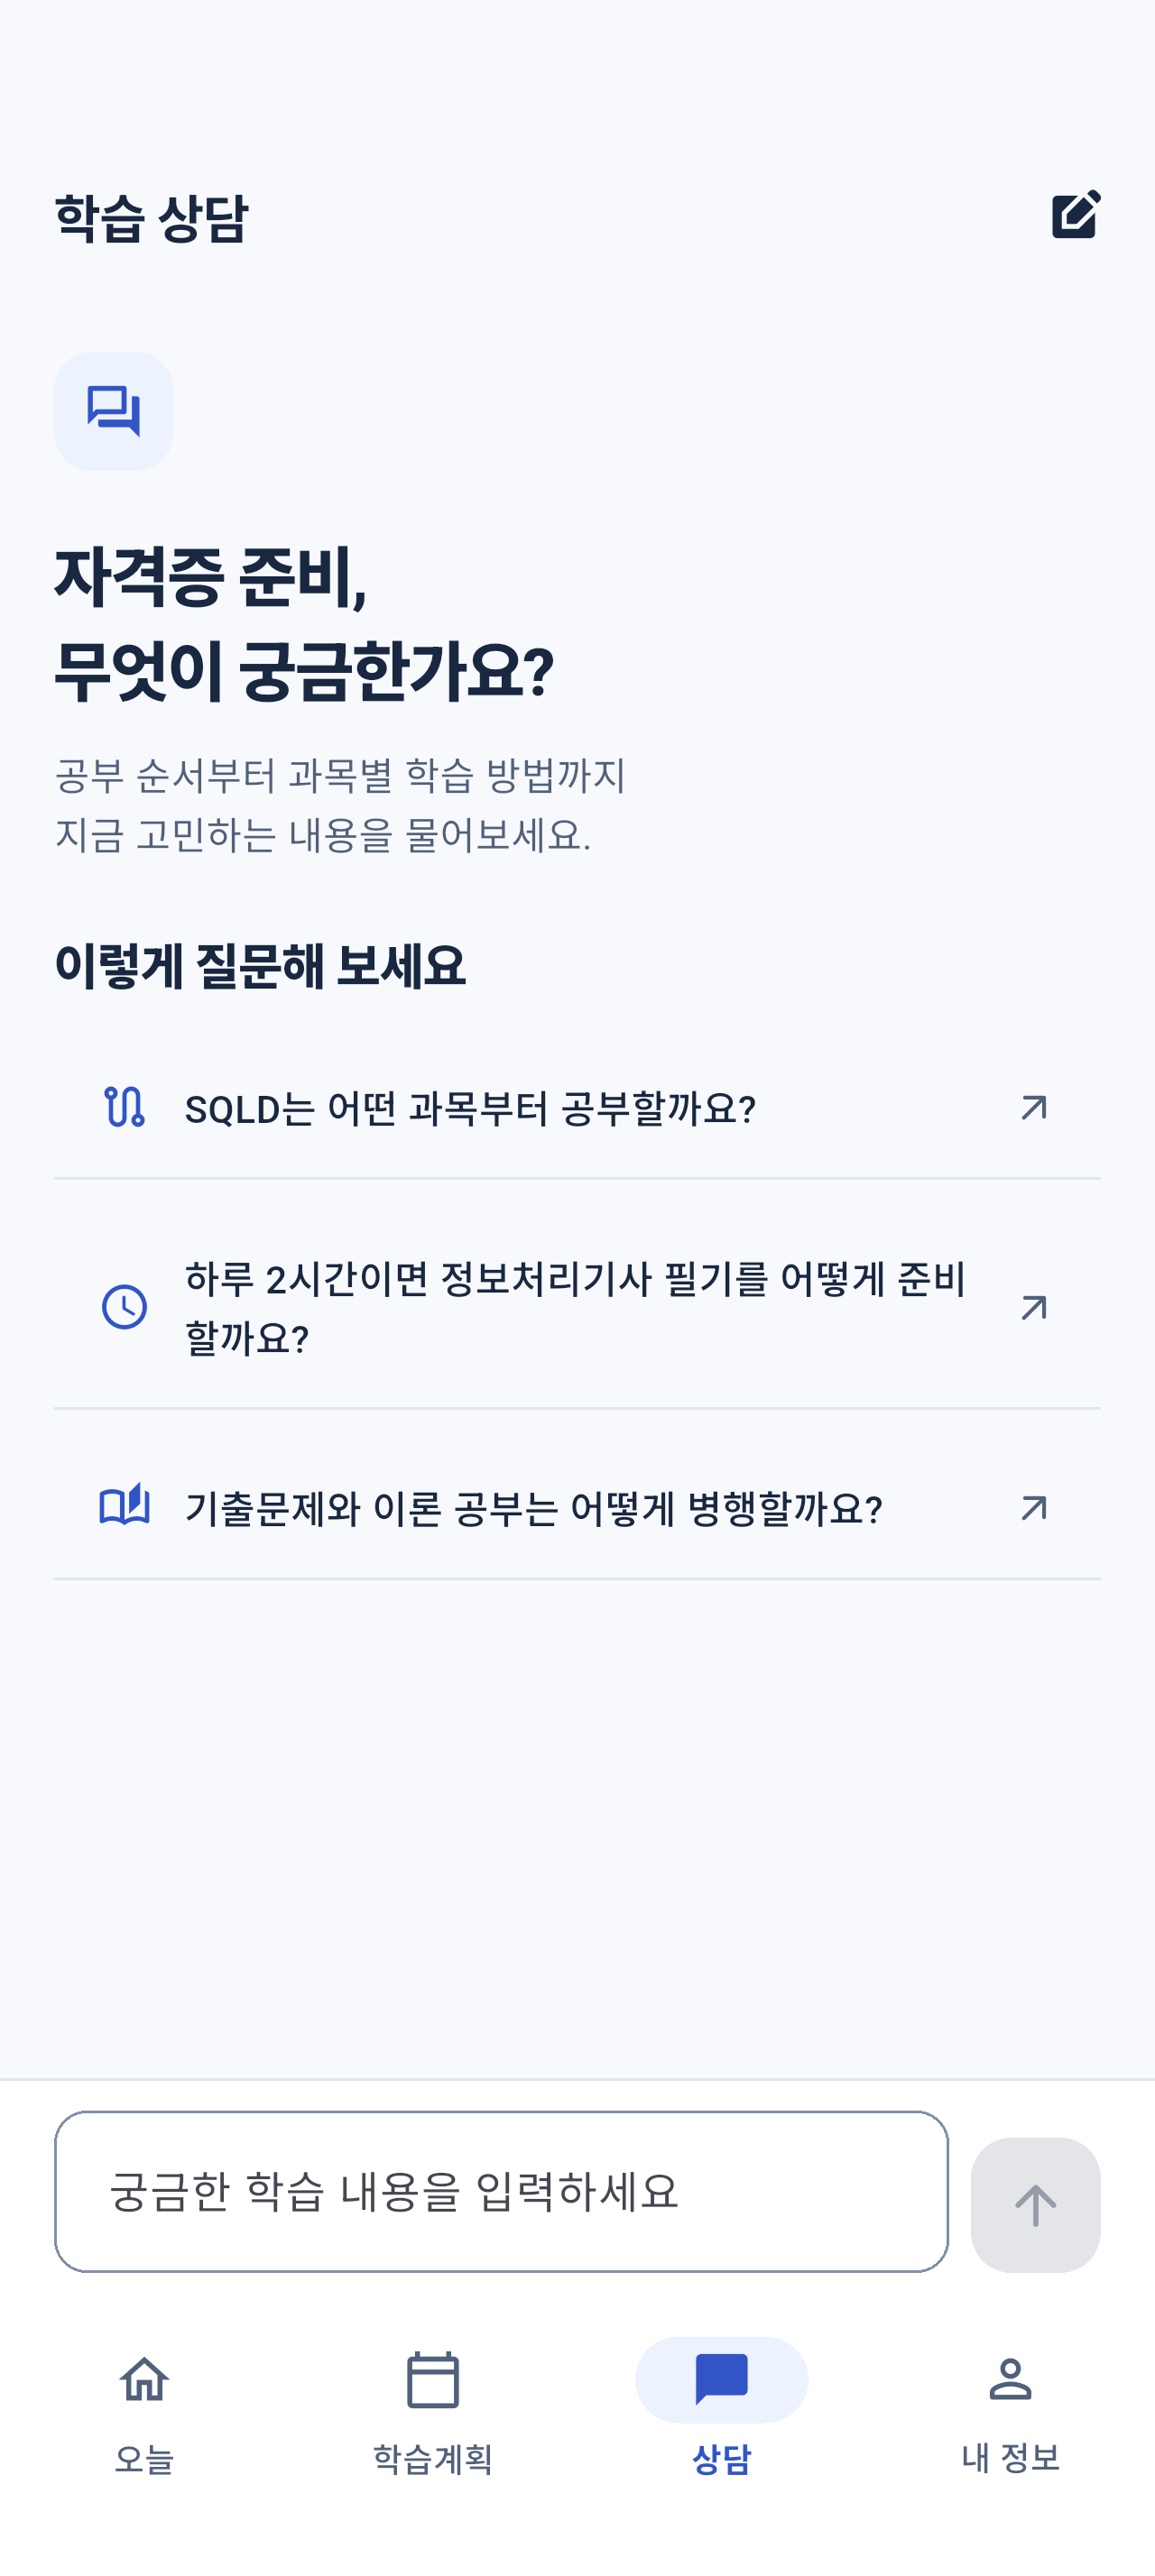 학습 상담
자격증 준비,
무엇이 궁금한가요?
공부 순서부터 과목별 학습 방법까지
지금 고민하는 내용을 물어보세요.
이렇게 질문해 보세요
SQLD는 어떤 과목부터 공부할까요?
하루 2시간이면 정보처리기사 필기를 어떻게 준비
할까요?
기출문제와 이론 공부는 어떻게 병행할까요?
궁금한 학습 내용을 입력하세요
오늘
학습계획
상담
내 정보